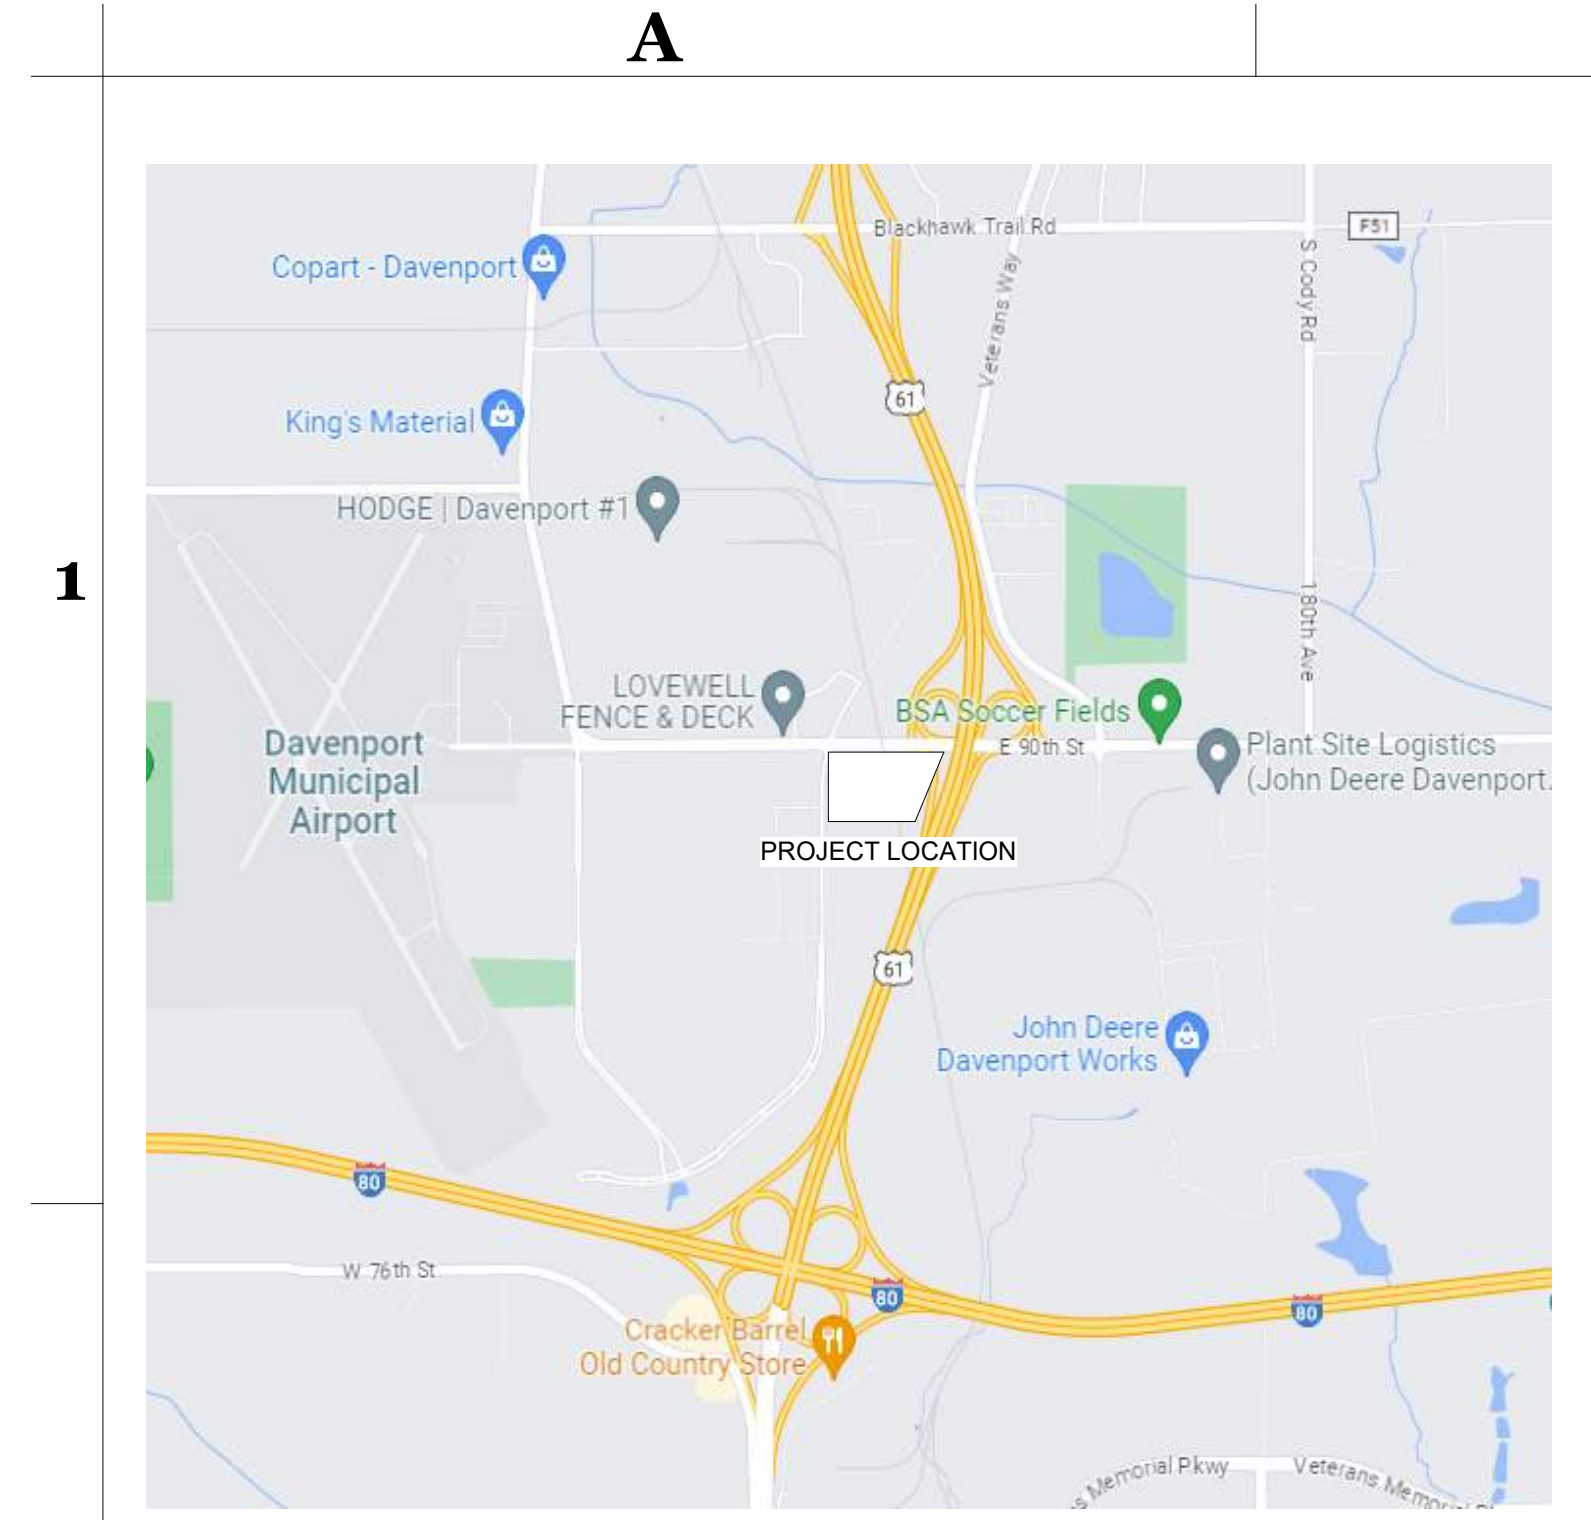 A
Blackhawk Trail Rd
F51
Copart - Davenport
S Cody Rd
Veterans Way
61
King's Material
HODGE | Davenport #1
1
180th Ave
LOVEWELL
FENCE & DECK
BSA Soccer Fields
E 90th St
Davenport
Municipal
Airport
Plant Site Logistics
(John Deere Davenport.
PROJECT LOCATION
61
John Deere
Davenport Works
80
W 76th St
80
80
Cracker Barrel
Old Country Store
s Memorial Pkwy
Veterans Memorial